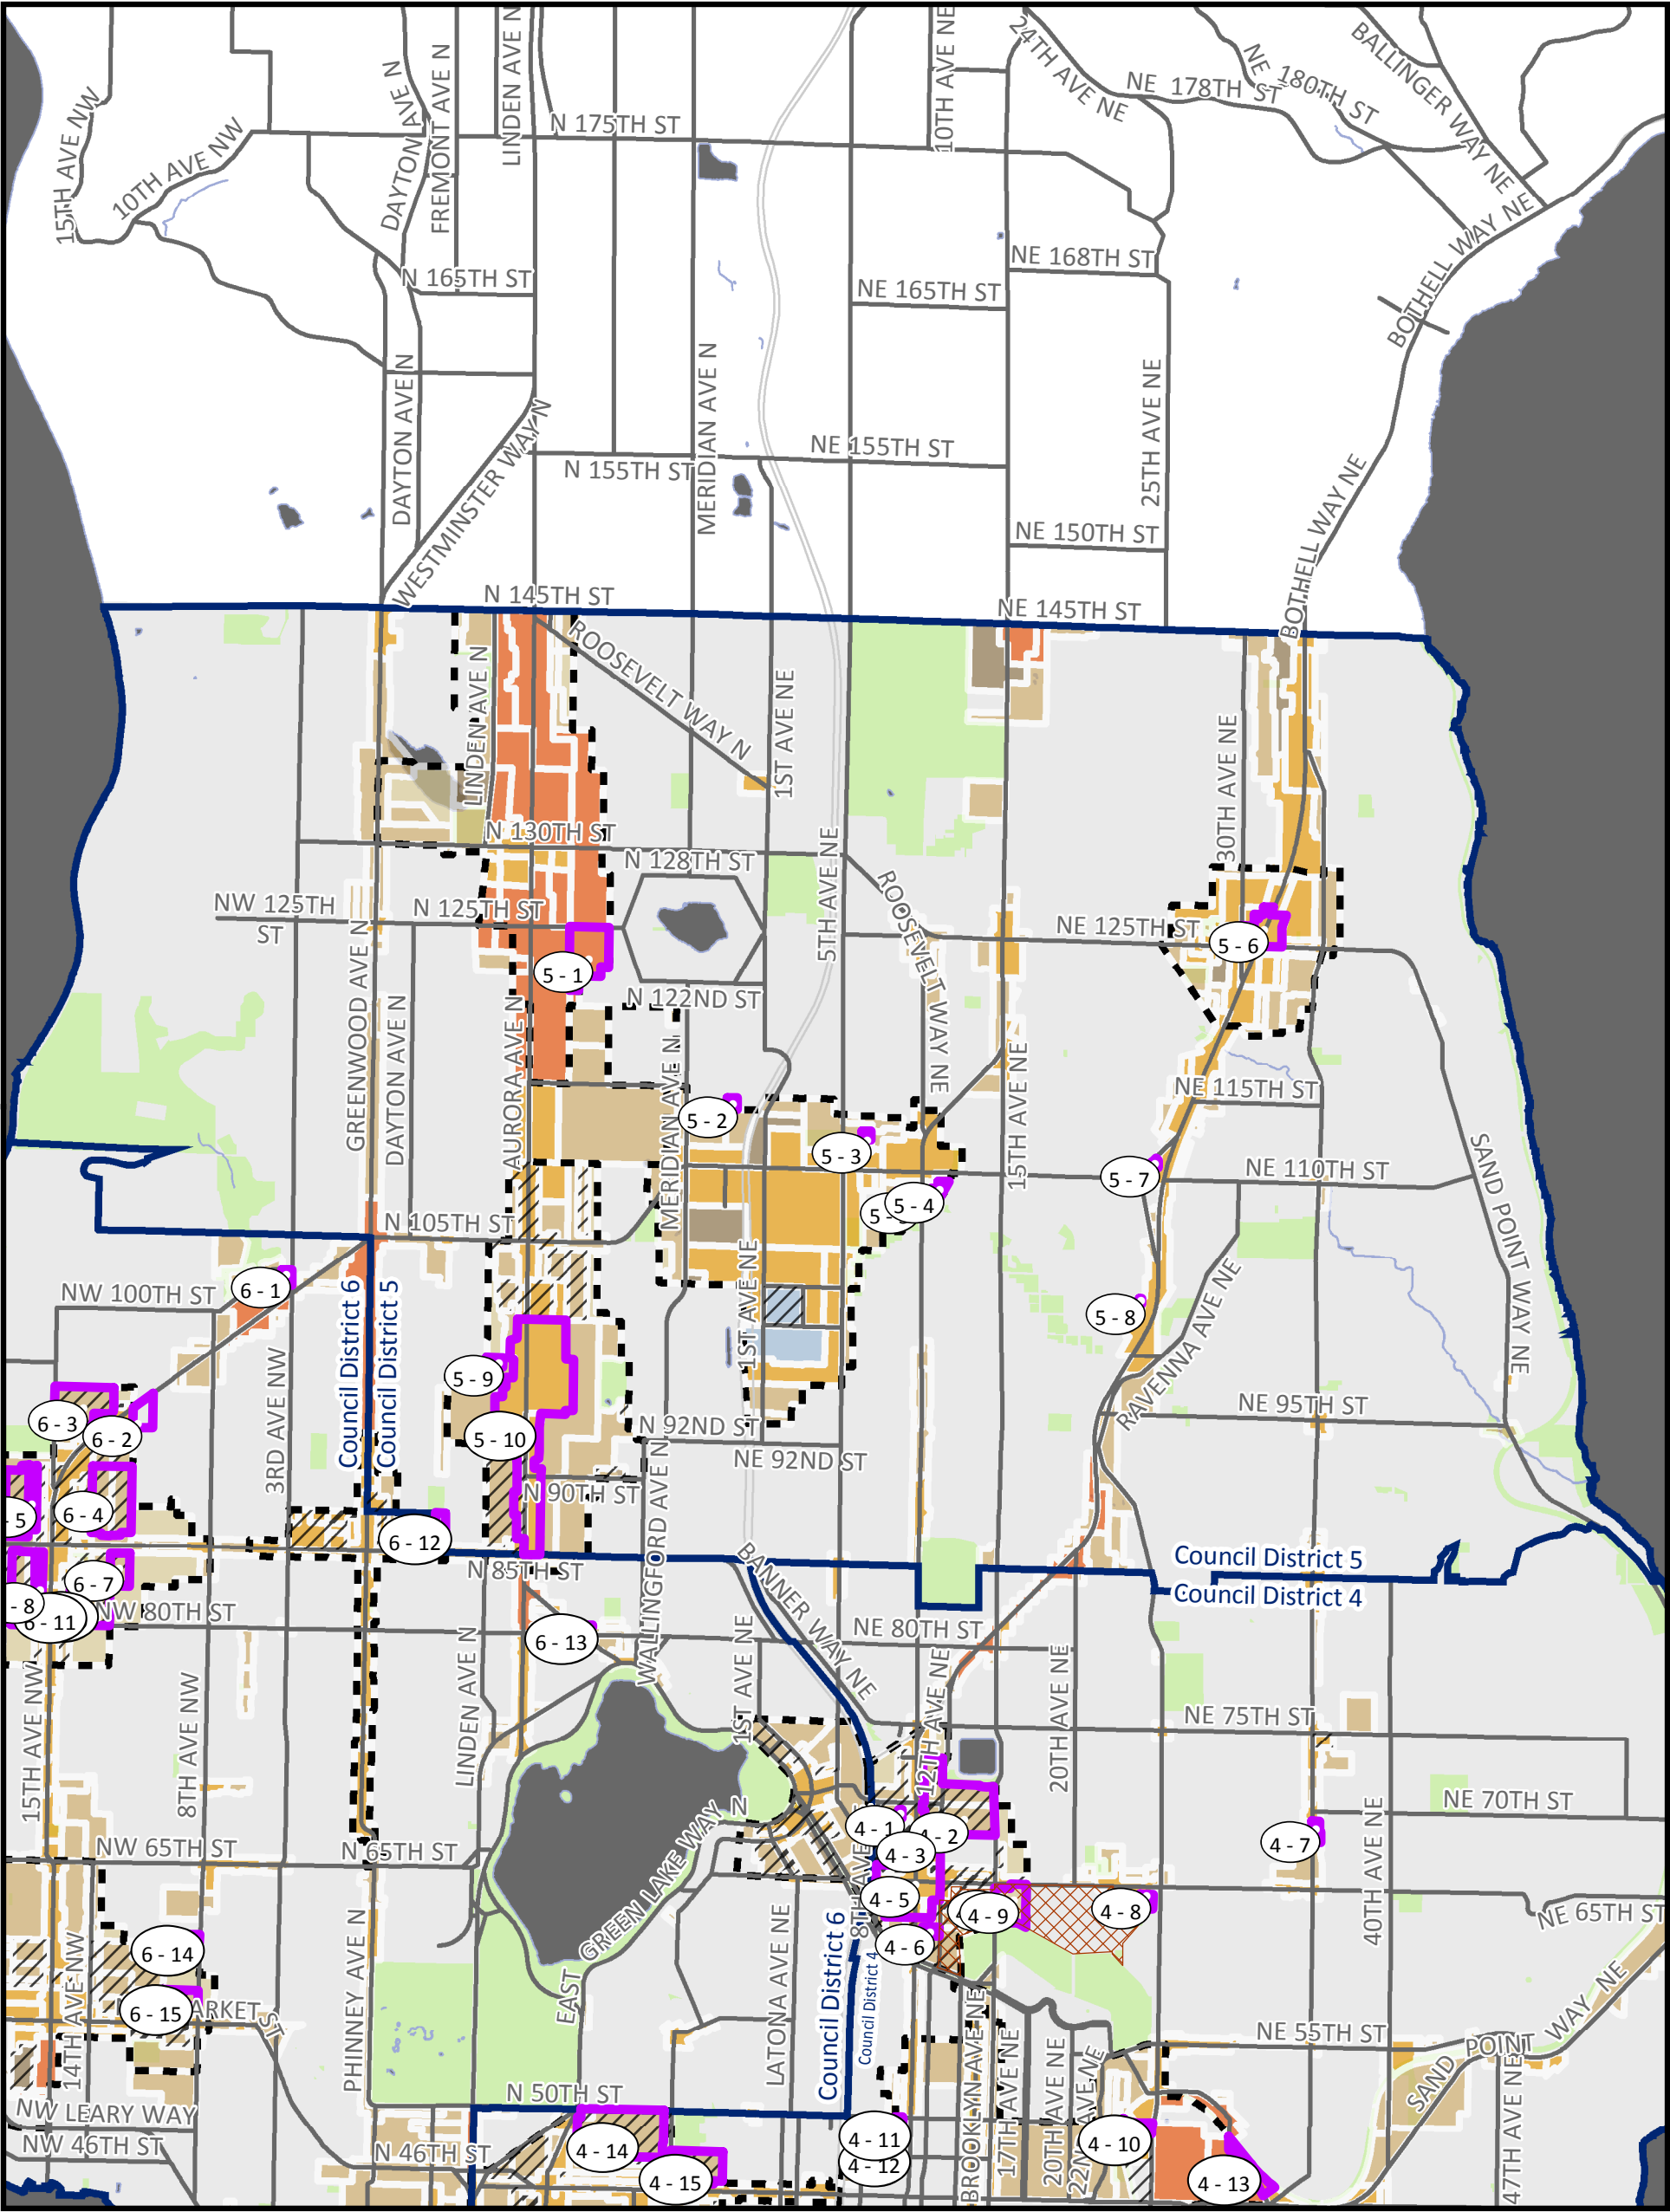 15TH AVE NW
10TH AVE NW
DAYTON AVE N
FREMONT AVE N
LINDEN AVE N
N 175TH ST
10TH AVE NE
24TH AVE NE
NE 178TH ST
NE 180TH ST
BALLINGER WAY NE
BOTHELL WAY NE
N 165TH ST
NE 165TH ST
NE 168TH ST
DAYTON AVE N
WESTMINSTER WAY N
MERIDIAN AVE N
N 155TH ST
NE 155TH ST
25TH AVE NE
NE 150TH ST
BOTHELL WAY NE
N 145TH ST
NE 145TH ST
ROOSEVELT WAY N
LINDEN AVE N
1ST AVE NE
30TH AVE NE
N 130TH ST
N 128TH ST
5TH AVE NE
ROOSEVELT WAY NE
NW 125TH
ST
N 125TH ST
NE 125TH ST
5 - 6
5 - 1
N 122ND ST
GREENWOOD AVE N
DAYTON AVE N
AURORA AVE N
MERIDIAN AVE N
15TH AVE NE
NE 115TH ST
5 - 2
5 - 3
5 - 7
NE 110TH ST
SAND POINT WAY NE
5 -
5 - 4
N 105TH ST
6 - 1
NW 100TH ST
Council District 6
Council District 5
1ST AVE NE
5 - 8
RAVENNA AVE NE
3RD AVE NW
5 - 9
6 - 3
6 - 2
5 - 10
N 92ND ST
NE 92ND ST
NE 95TH ST
N 90TH ST
WALLINGFORD AVE N
- 5
6 - 4
6 - 12
N 85TH ST
BANNER WAY NE
Council District 5
Council District 4
6 - 7
- 8
6 - 11
NW 80TH ST
6 - 13
NE 80TH ST
1ST AVE NE
12TH AVE NE
20TH AVE NE
15TH AVE NW
8TH AVE NW
LINDEN AVE N
NE 75TH ST
NE 70TH ST
4 - 1
4 - 2
4 - 3
4 - 7
40TH AVE NE
NW 65TH ST
N 65TH ST
EAST GREEN LAKE WAY N
8TH AVE
4 - 5
4 - 9
4 - 8
4 - 6
NE 65TH ST
6 - 14
6 - 15
14TH AVE NW
ARKET ST
PHINNEY AVE N
LATONA AVE NE
Council District 6
Council District 4
BROOKLYN AVE NE
17TH AVE NE
20TH AVE NE
22N AVE NE
NE 55TH ST
SAND POINT WAY NE
47TH AVE NE
NW LEARY WAY
NW 46TH ST
N 50TH ST
N 46TH ST
4 - 14
4 - 15
4 - 11
4 - 12
4 - 10
4 - 13